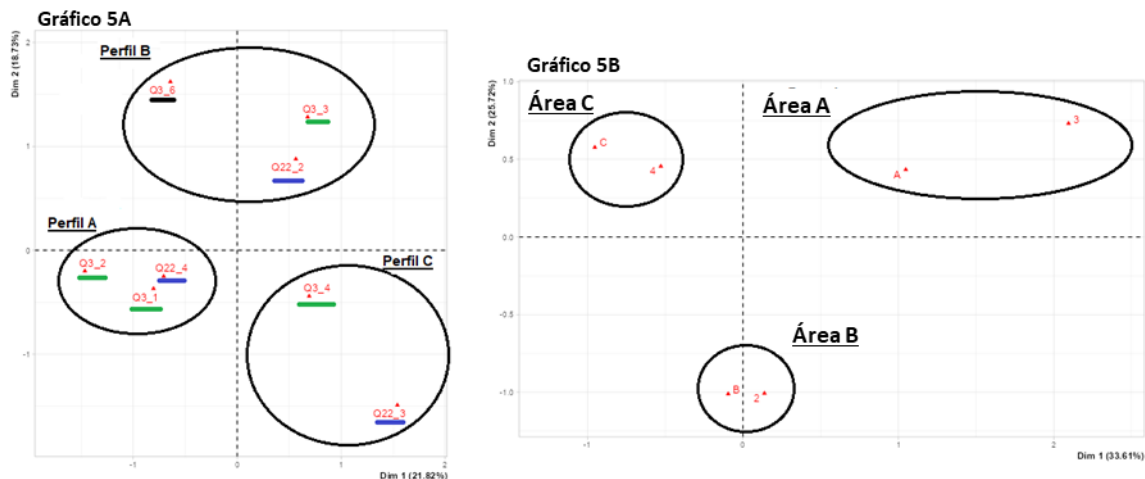 Gráfico 5A
Dim 2 (18.73%)
2
1
0
-1
Perfil B
Q3_6
Q3_3
Q22_2
Perfil A
Q3_2
Q22_4
Q3_1
Perfil C
Q3_4
Q22_3
-1
0
1
2
Dim 1 (21.82%)
Gráfico 5B
Dim 2 (25.72%)
1.0
0.5
0.0
-0.5
-1.0
Área C
C
4
Área A
3
A
Área B
B
2
-1
0
1
2
Dim 1 (33.61%)